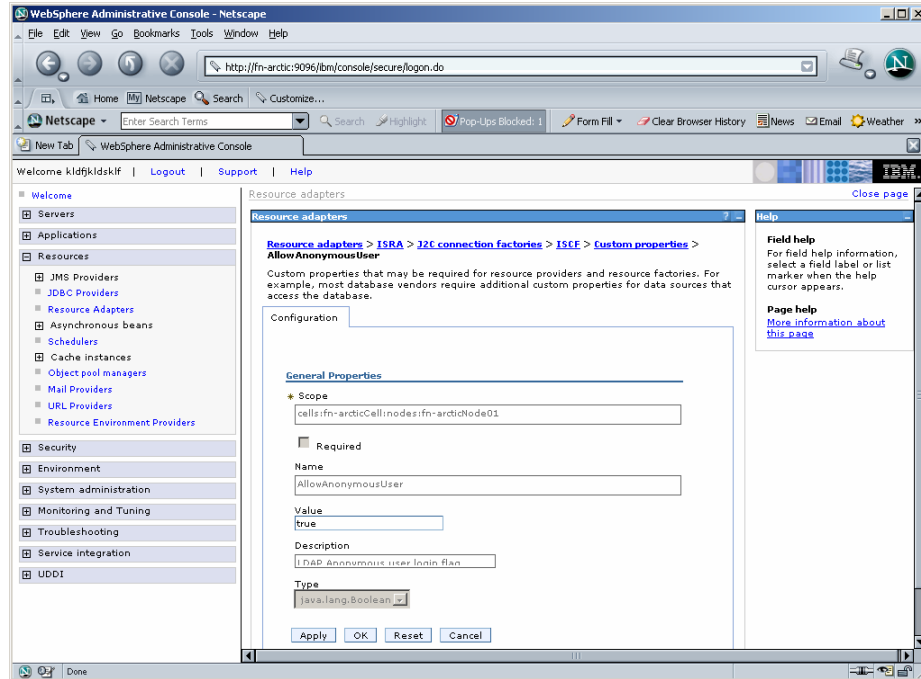 WebSphere Administrative Console - Netscape
File Edit View Go Bookmarks Tools Window Help
http://fn-arctic:9096/ibm/console/secure/logon.do
Home My Netscape Search Customize...
Netscape Enter Search Terms Search Highlight Pop-Ups Blocked: 1 Form Fill Clear Browser History News Email Weather
New Tab WebSphere Administrative Console
Welcome kldfjkldsklf | Logout | Support | Help IBM.
Welcome
Servers
Applications
Resources
JMS Providers
JDBC Providers
Resource Adapters
Asynchronous beans
Schedulers
Cache instances
Object pool managers
Mail Providers
URL Providers
Resource Environment Providers
Security
Environment
System administration
Monitoring and Tuning
Troubleshooting
Service integration
UDDI
Resource adapters Close page
Resource adapters ? -
Resource adapters > ISRA > J2C connection factories > ISCF > Custom properties >
AllowAnonymousUser
Custom properties that may be required for resource providers and resource factories. For
example, most database vendors require additional custom properties for data sources that
access the database.
Configuration
General Properties
Scope
cells:fn-arcticCell:nodes:fn-arcticNode01
Required
Name
AllowAnonymousUser
Value
true
Description
LDAP Anonymous user login flag
Type
java.lang.Boolean
Apply OK Reset Cancel
Help
Field help
For field help information,
select a field label or list
marker when the help
cursor appears.
Page help
More information about
this page
Done